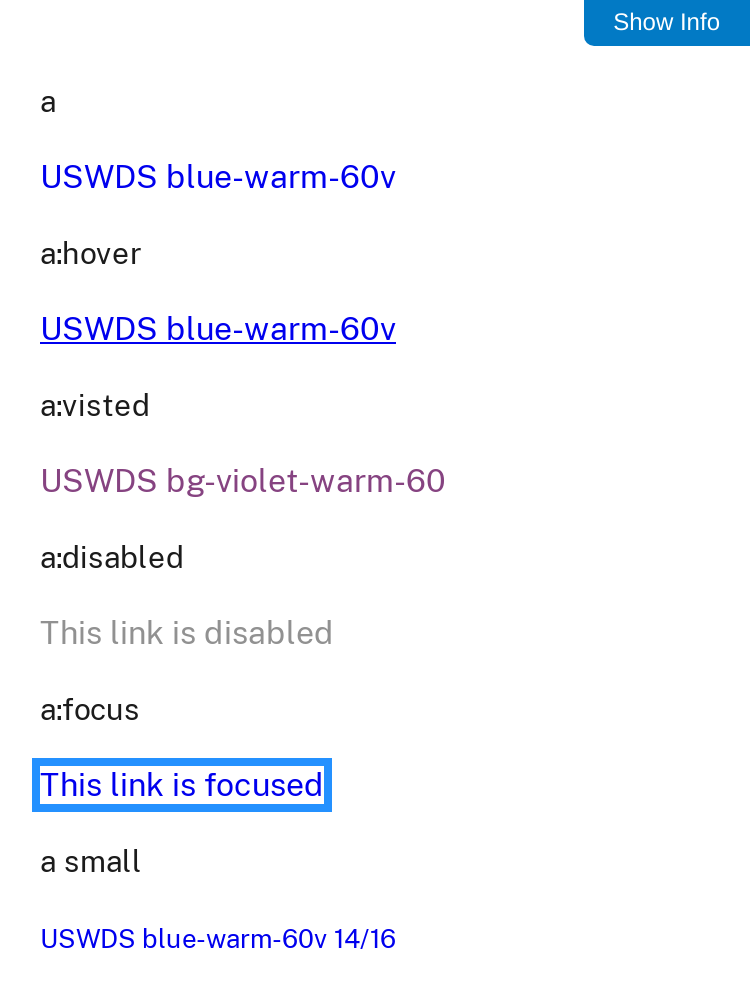 Show Info
a
USWDS blue-warm-60v
a:hover
USWDS blue-warm-60v
a:visted
USWDS bg-violet-warm-60
a:disabled
This link is disabled
a:focus
This link is focused
a small
USWDS blue-warm-60v 14/16